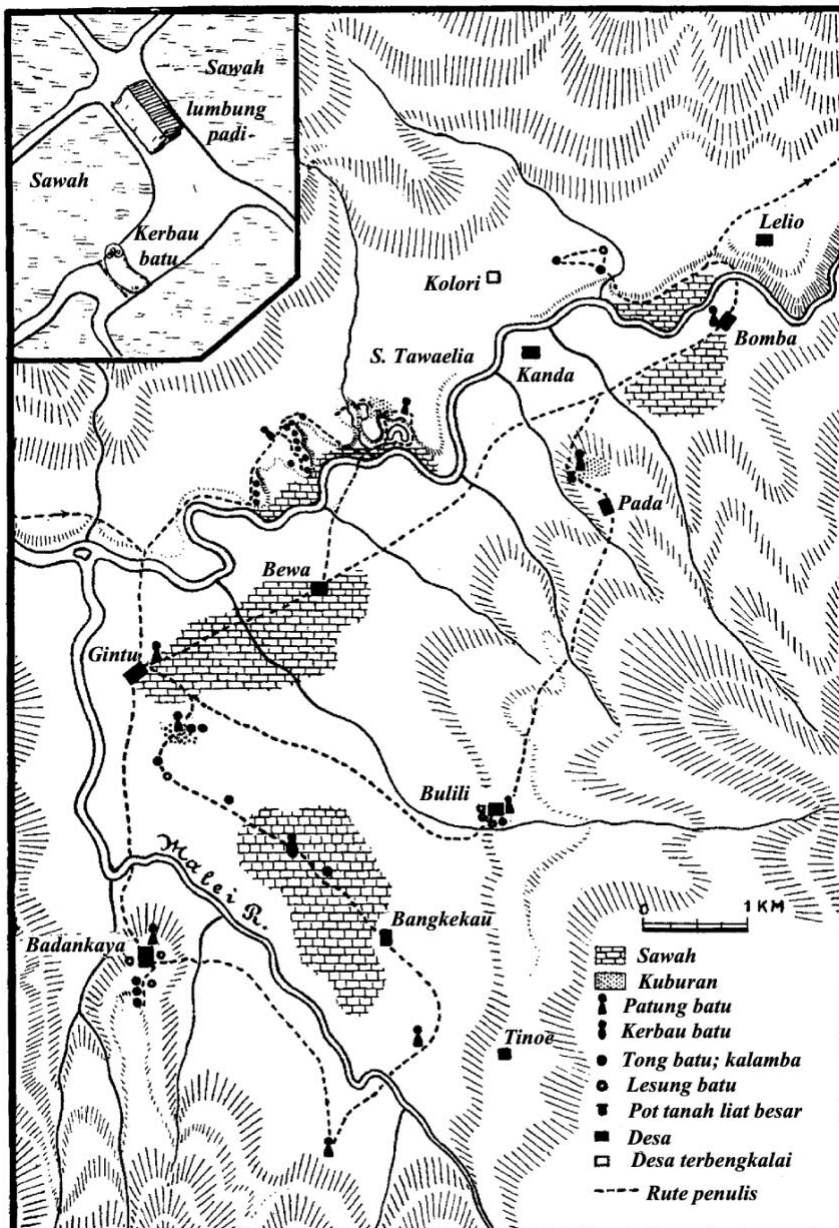 Sawah
lumbung
padi
Sawah
Kerbau
batu
Lelio
Kolori
Bomba
S. Tawaelia
Kanda
Pada
Bewa
Gintu
Bulili
Malei R.
Bangkekau
Badankaya
Tinoe
0 1 KM
Sawah
Kuburan
Patung batu
Kerbau batu
Tong batu; kalamba
Lesung batu
Pot tanah liat besar
Desa
Desa terbengkalai
Rute penulis